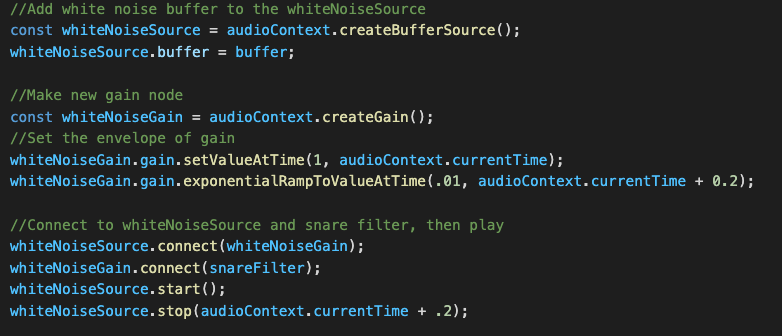 //Add white noise buffer to the whiteNoiseSource
const whiteNoiseSource = audioContext.createBufferSource();
whiteNoiseSource.buffer = buffer;

//Make new gain node
const whiteNoiseGain = audioContext.createGain();
//Set the envelope of gain
whiteNoiseGain.gain.setValueAtTime(1, audioContext.currentTime);
whiteNoiseGain.gain.exponentialRampToValueAtTime(.01, audioContext.currentTime + 0.2);

//Connect to whiteNoiseSource and snare filter, then play
whiteNoiseSource.connect(whiteNoiseGain);
whiteNoiseGain.connect(snareFilter);
whiteNoiseSource.start();
whiteNoiseSource.stop(audioContext.currentTime + .2);